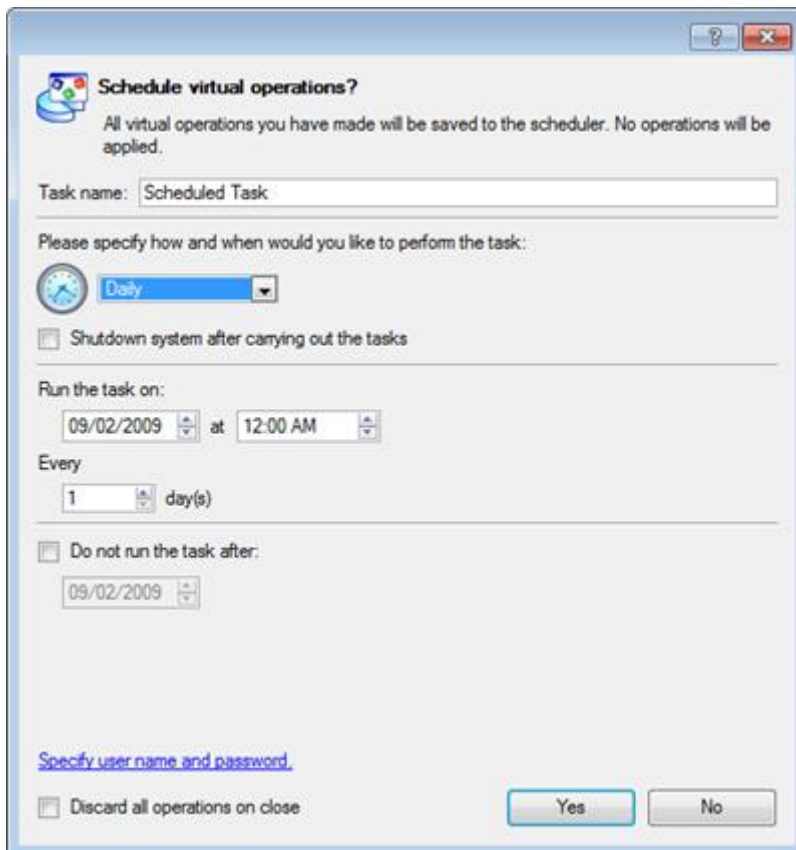 ?
Schedule virtual operations?
All virtual operations you have made will be saved to the scheduler. No operations will be
applied.
Task name: Scheduled Task
Please specify how and when would you like to perform the task:
Daily
Shutdown system after carrying out the tasks
Run the task on:
09/02/2009 at 12:00 AM
Every
1 day(s)
Do not run the task after:
09/02/2009
Specify user name and password.
Discard all operations on close Yes No